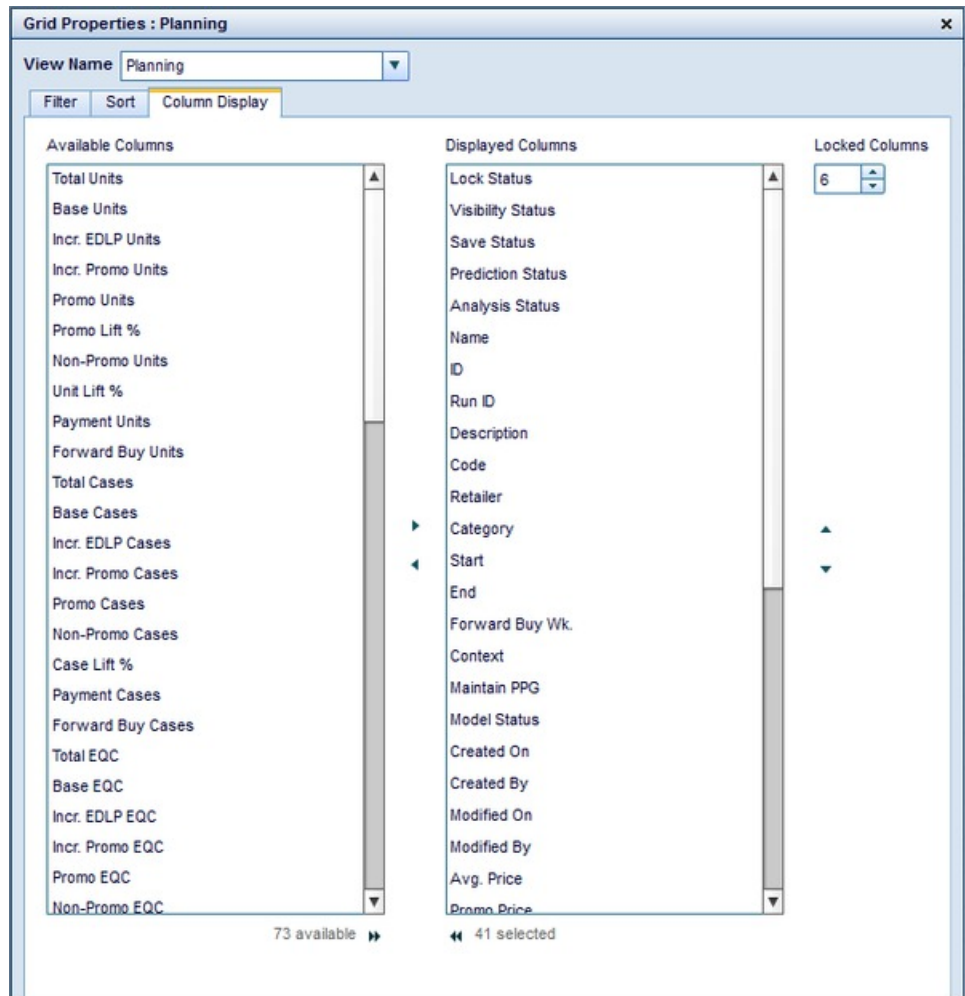 Grid Properties : Planning
View Name Planning
Filter Sort Column Display
Available Columns
Total Units
Base Units
Incr. EDLP Units
Incr. Promo Units
Promo Units
Promo Lift %
Non-Promo Units
Unit Lift %
Payment Units
Forward Buy Units
Total Cases
Base Cases
Incr. EDLP Cases
Incr. Promo Cases
Promo Cases
Non-Promo Cases
Case Lift %
Payment Cases
Forward Buy Cases
Total EQC
Base EQC
Incr. EDLP EQC
Incr. Promo EQC
Promo EQC
Non-Promo EQC
73 available
Displayed Columns
Lock Status
Visibility Status
Save Status
Prediction Status
Analysis Status
Name
ID
Run ID
Description
Code
Retailer
Category
Start
End
Forward Buy Wk.
Context
Maintain PPG
Model Status
Created On
Created By
Modified On
Modified By
Avg. Price
Promo Price
41 selected
Locked Columns
6